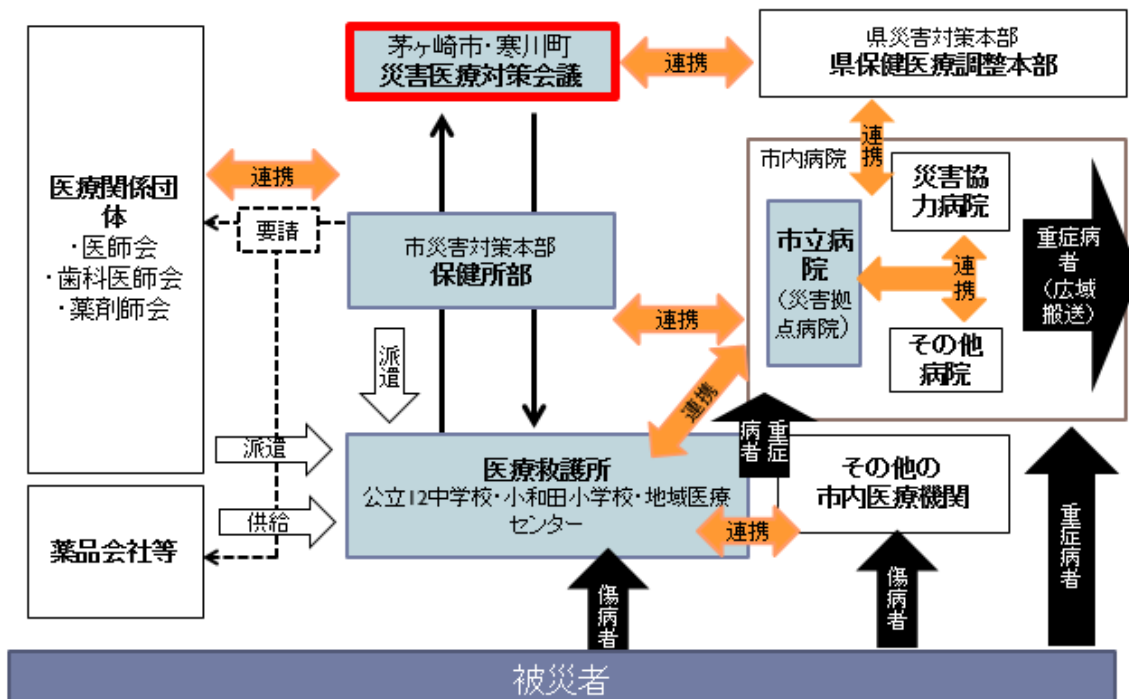 茅ヶ崎市・寒川町
災害医療対策会議
連携
県災害対策本部
県保健医療調整本部
医療関係団
体
・医師会
・歯科医師会
・薬剤師会
連携
要請
市災害対策本部
保健所部
連携
市内病院
連携
災害協
力病院
市立病
院
（災害拠
点病院）
連携
その他
病院
重症病
者
（広域
搬送）
派遣
連携
派遣
供給
薬品会社等
医療救護所
公立12中学校・小和田小学校・地域医療
センター
重症
病者
連携
その他の
市内医療機関
傷病者
傷病者
重症病者
被災者